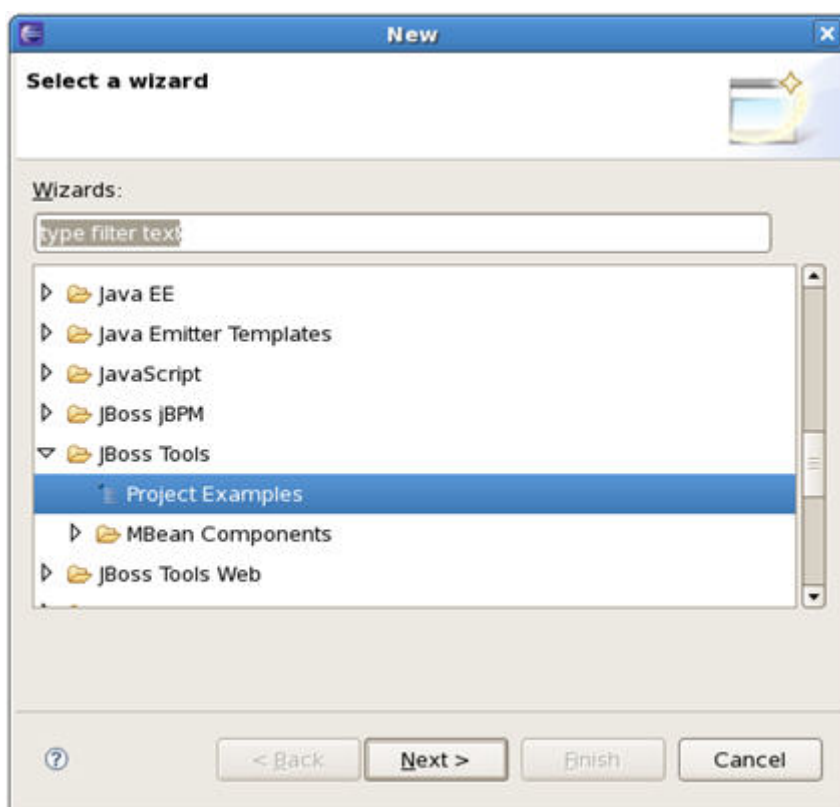 New
Select a wizard
Wizards:
type filter text
Java EE
Java Emitter Templates
JavaScript
JBoss jBPM
JBoss Tools
Project Examples
MBean Components
JBoss Tools Web
?
< Back Next > Finish Cancel